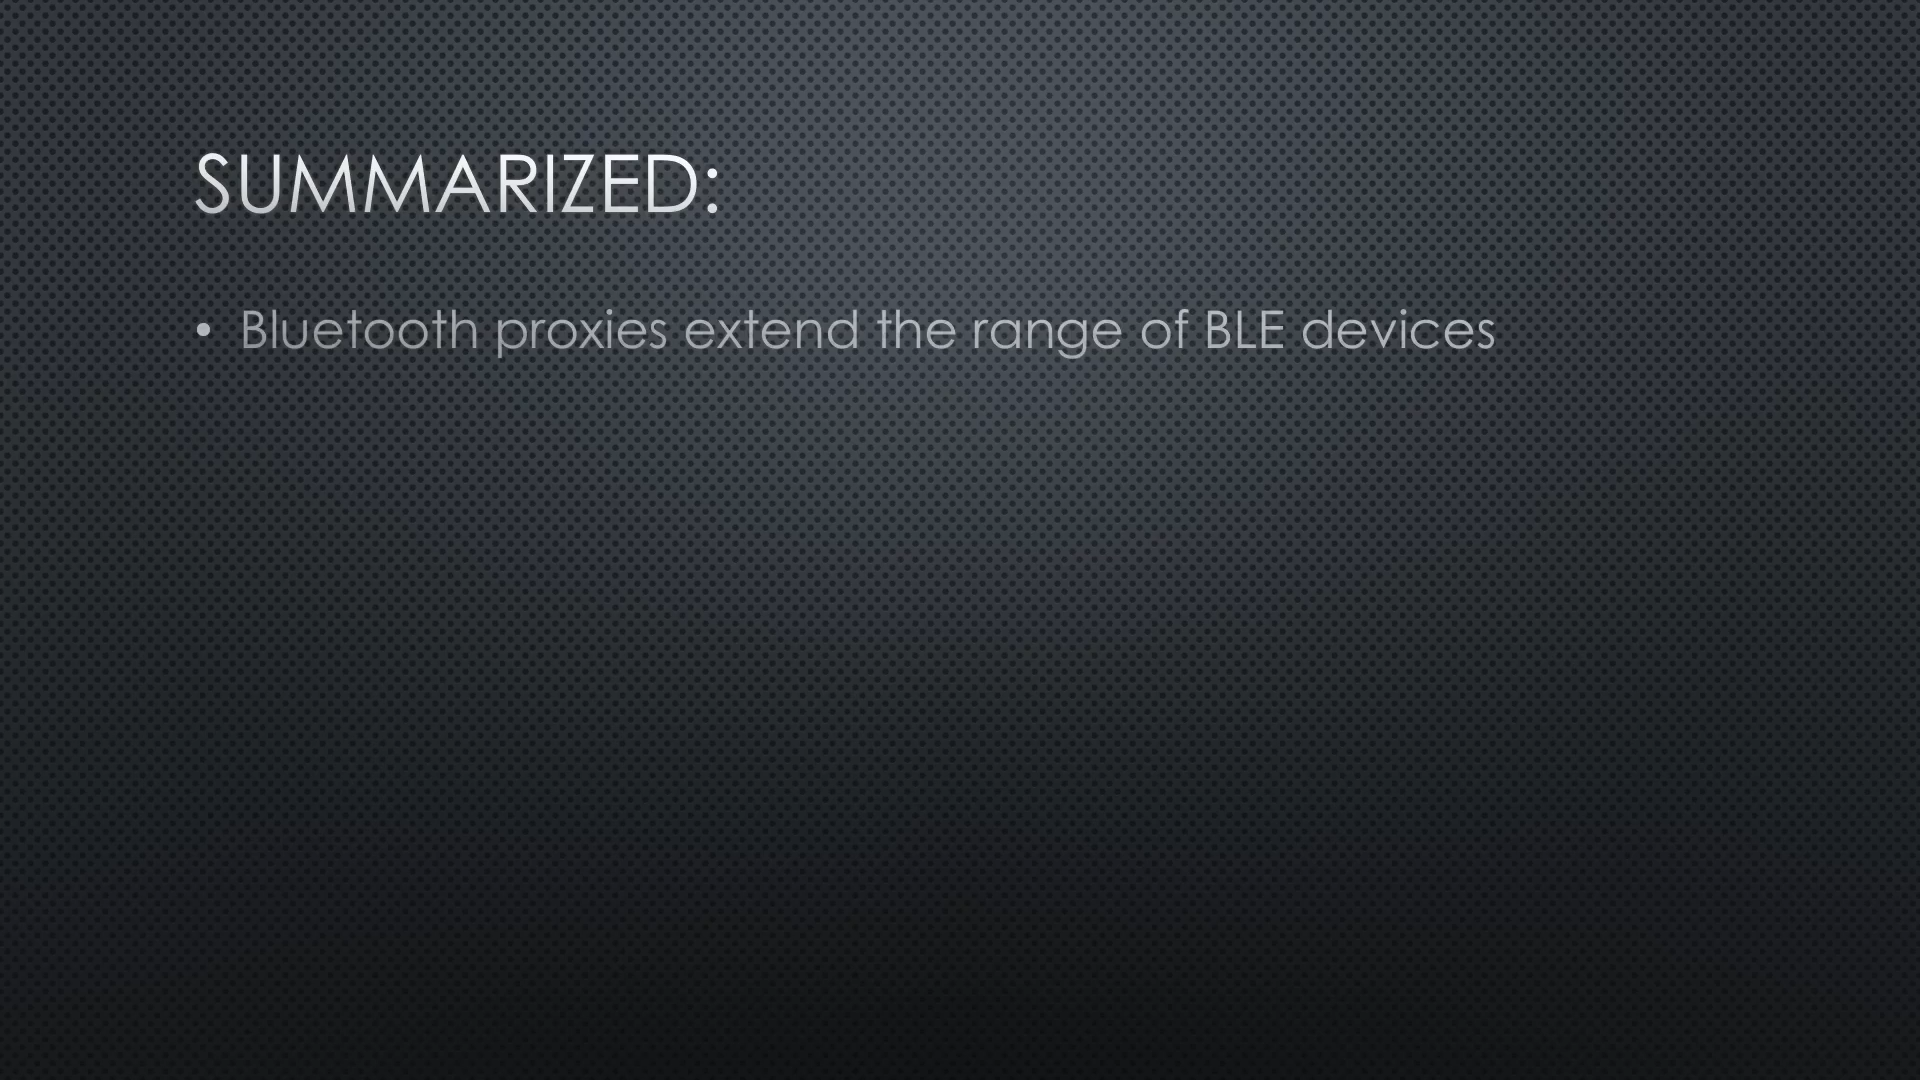 SUMMARIZED:
• Bluetooth proxies extend the range of BLE devices